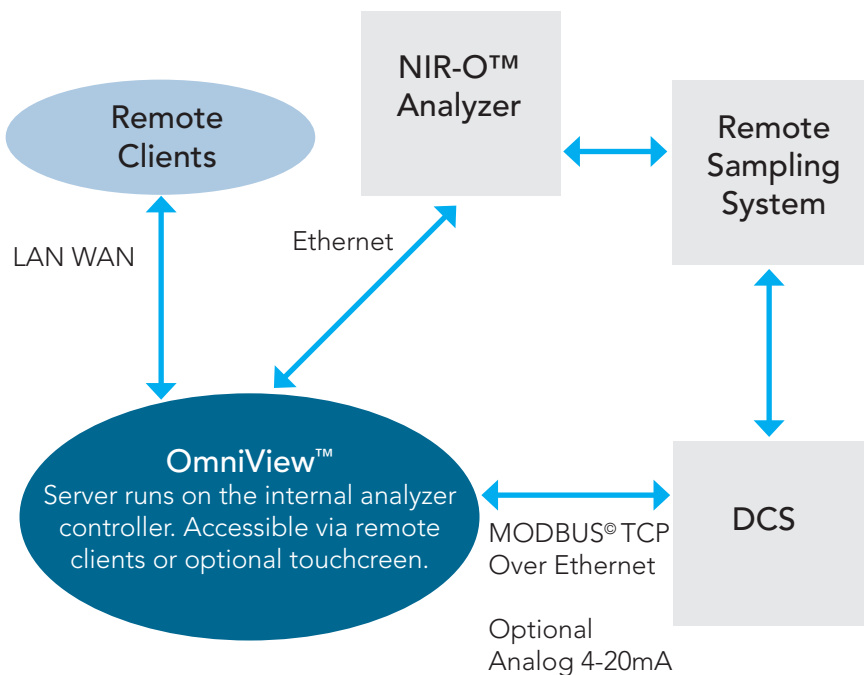 NIR-O™
Analyzer
Remote
Clients
Remote
Sampling
System
Ethernet
LAN WAN
OmniView™
Server runs on the internal analyzer
controller. Accessible via remote
clients or optional touchscreen.
MODBUS© TCP
Over Ethernet
Optional
Analog 4-20mA
DCS